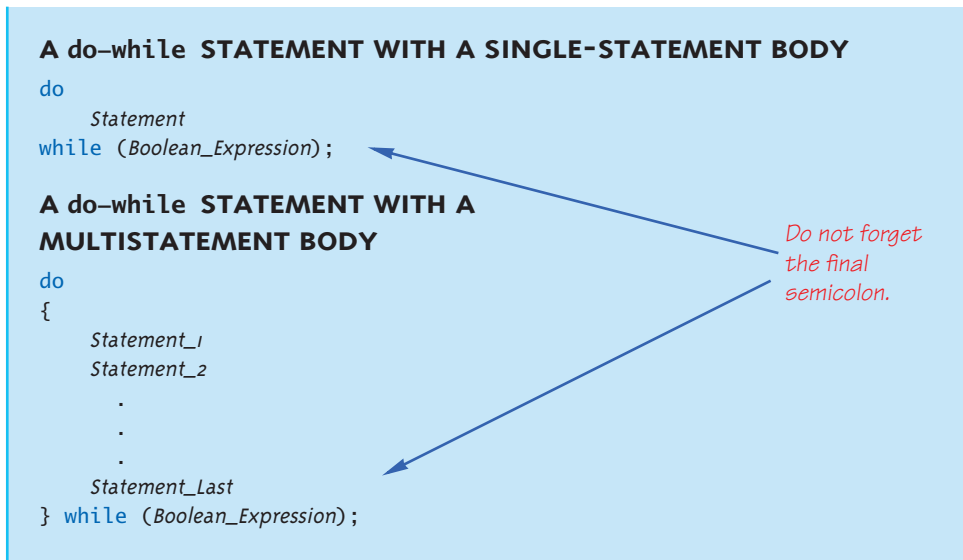 A do–while STATEMENT WITH A SINGLE-STATEMENT BODY
do
Statement
while (Boolean_Expression);
A do–while STATEMENT WITH A
MULTISTATEMENT BODY
do
{
Statement_1
Statement_2
.
.
.
Statement_Last
} while (Boolean_Expression);
Do not forget
the final
semicolon.